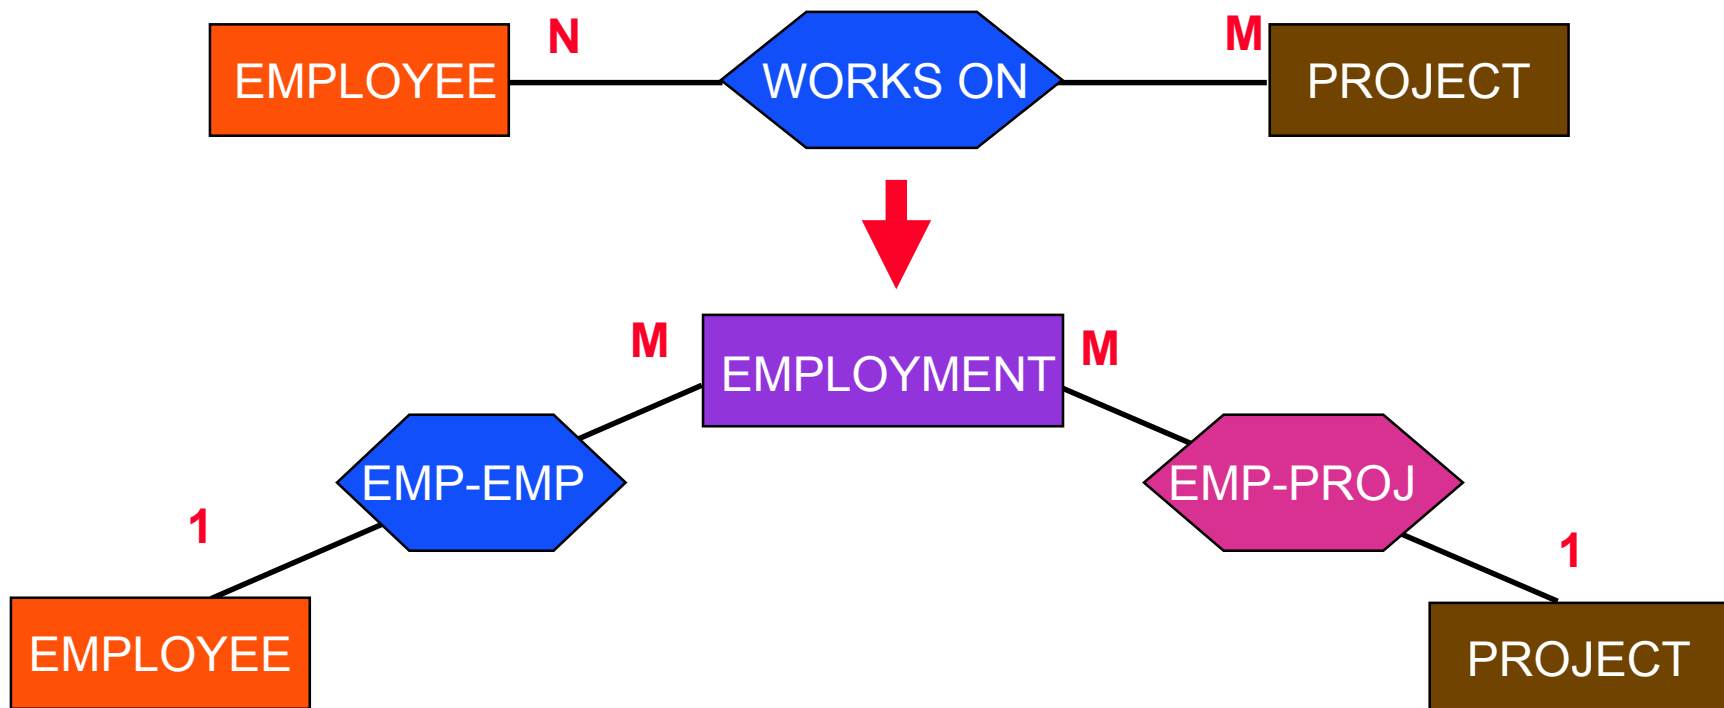 N
M
EMPLOYEE
WORKS ON
PROJECT
M
M
EMPLOYMENT
EMP-EMP
EMP-PROJ
1
1
EMPLOYEE
PROJECT